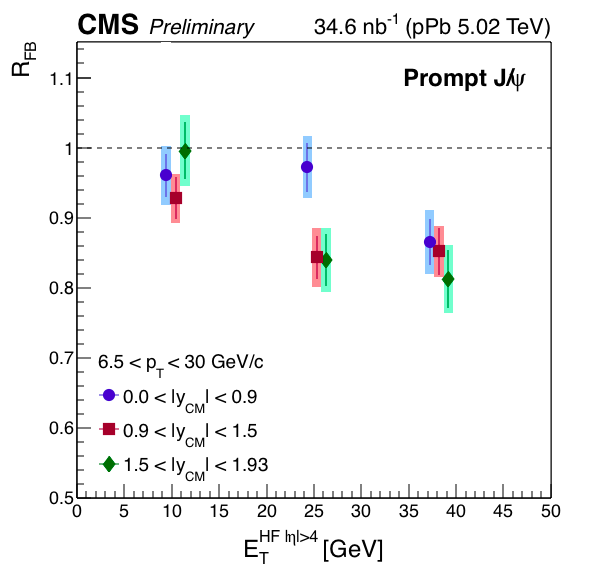 CMS Preliminary 34.6 nb⁻¹ (pPb 5.02 TeV)
R_FB
Prompt J/ψ
1.1
1
0.9
0.8
0.7
0.6
0.5
6.5 < p_T < 30 GeV/c
0.0 < |y_CM| < 0.9
0.9 < |y_CM| < 1.5
1.5 < |y_CM| < 1.93
0 5 10 15 20 25 30 35 40 45 50
E_T^HF |η|>4 [GeV]